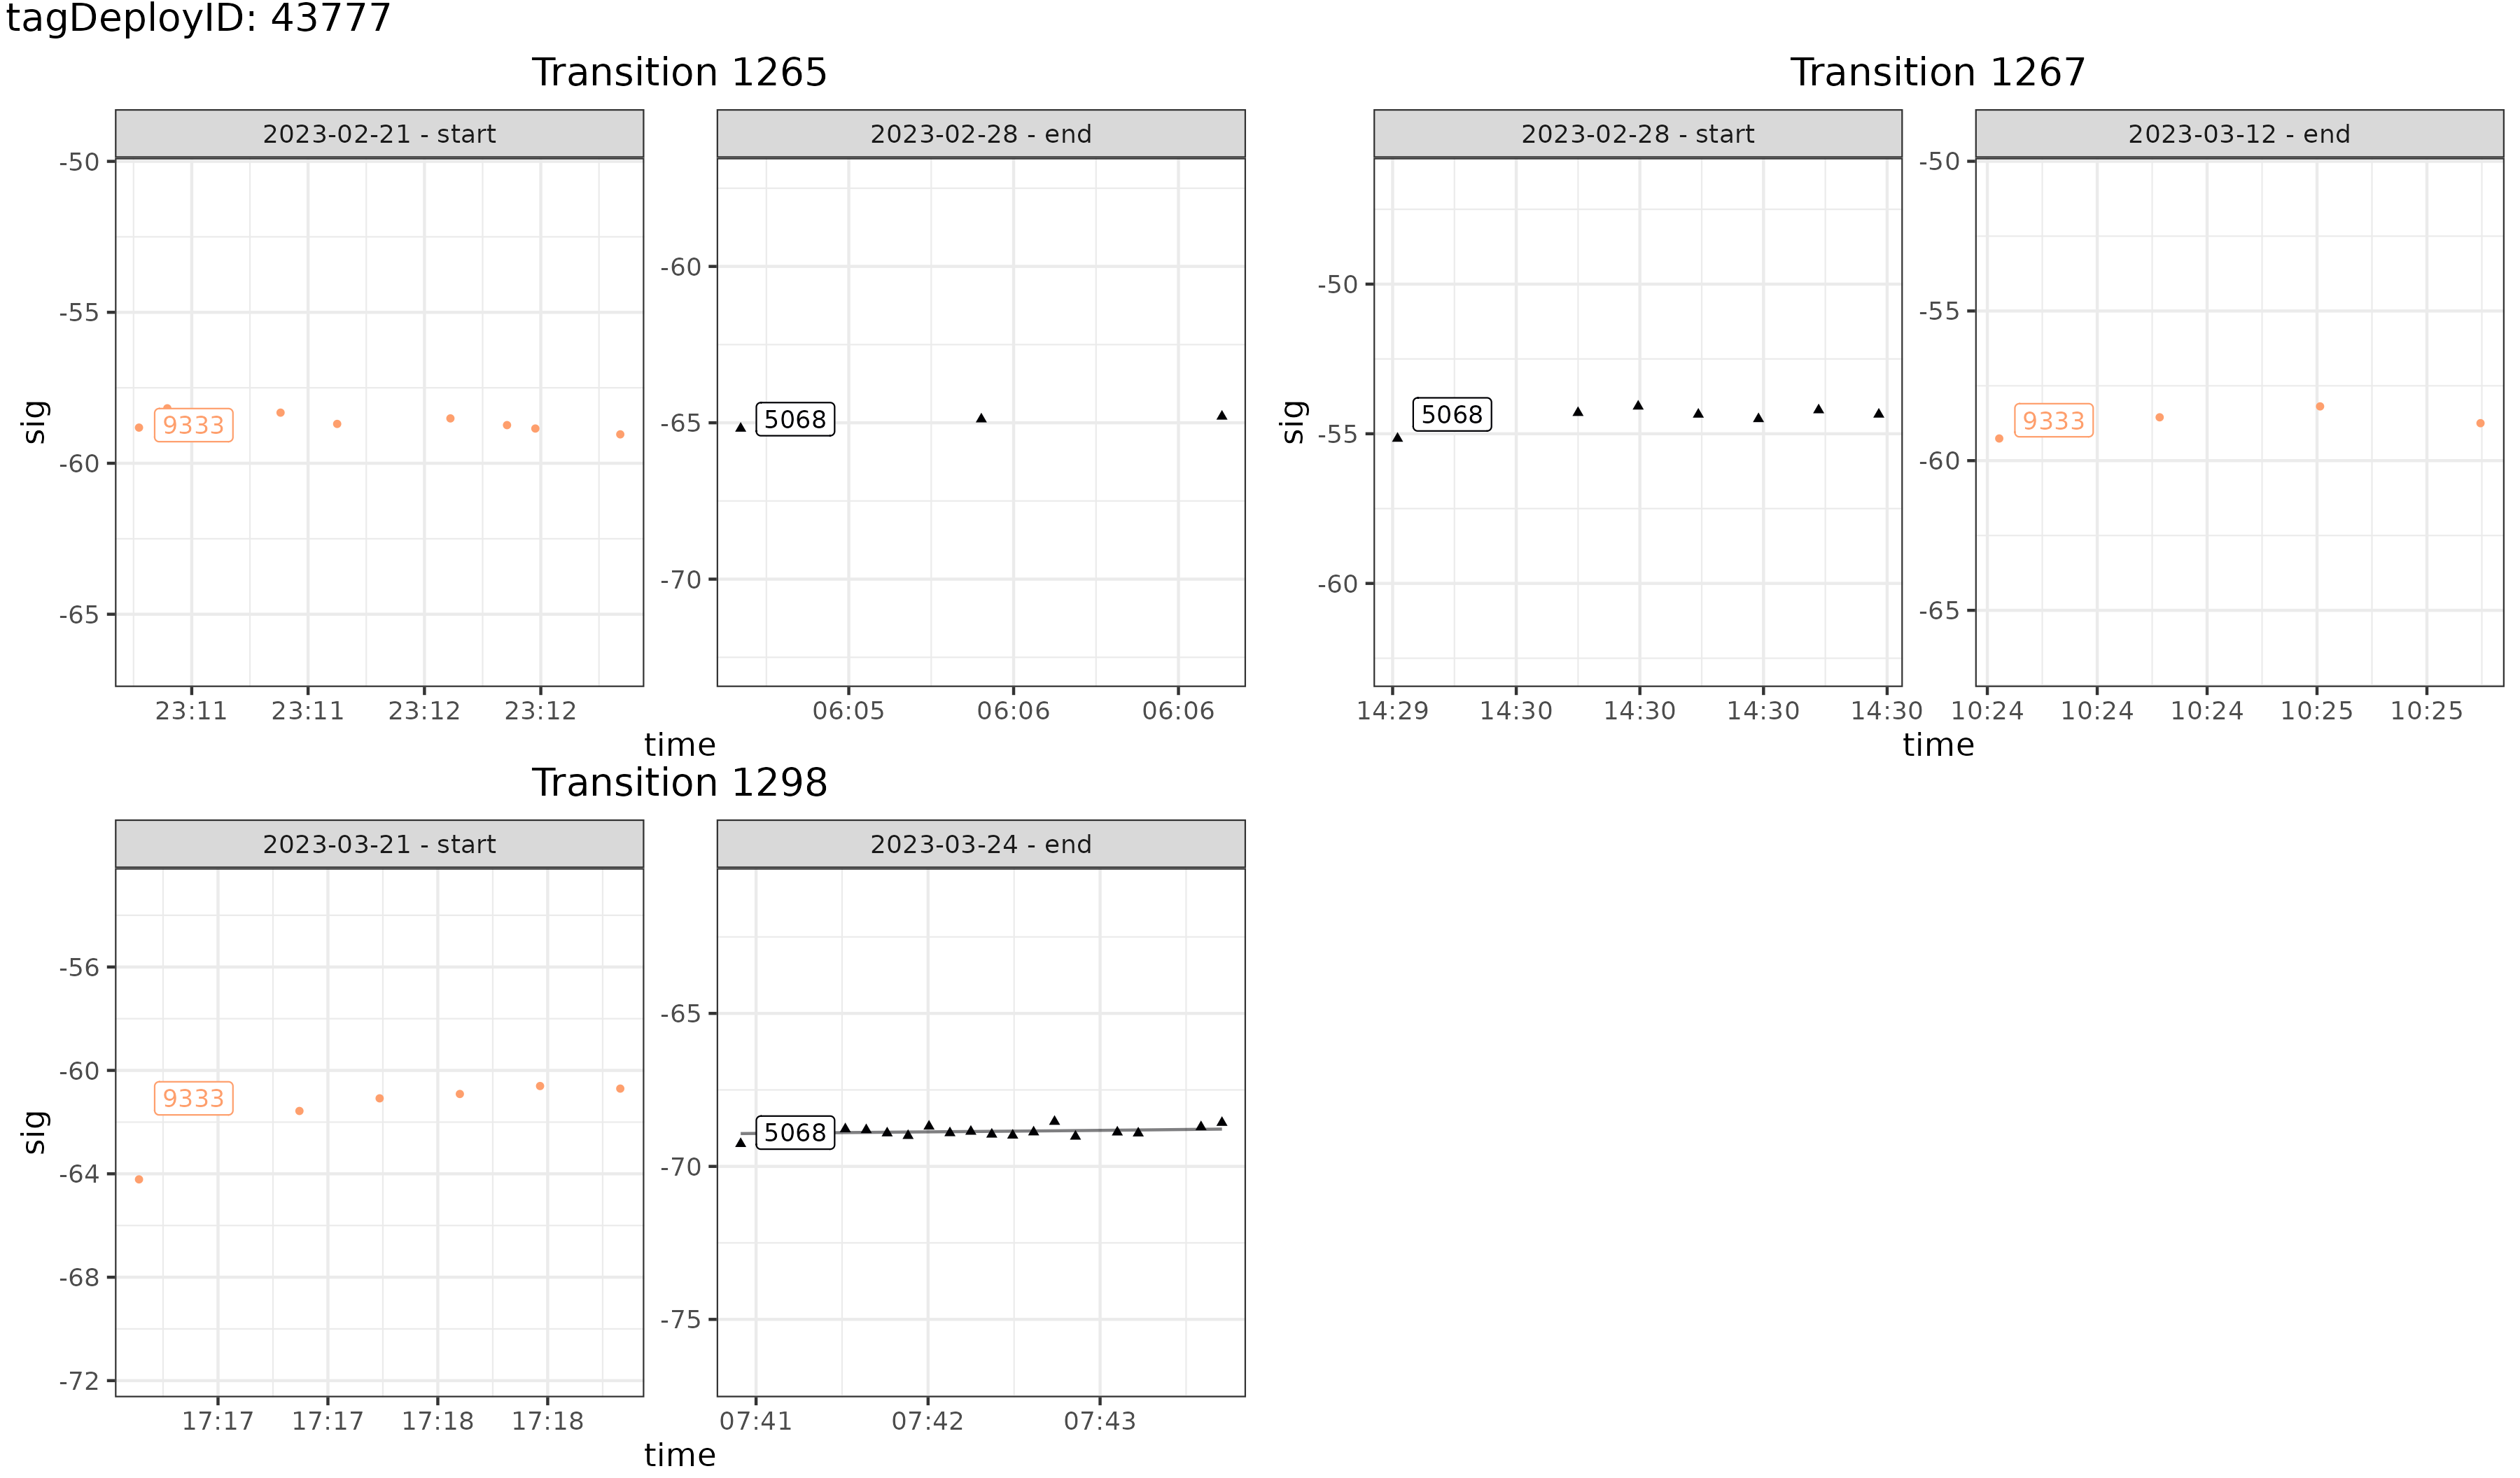 tagDeployID: 43777
Transition 1265
2023-02-21 - start
2023-02-28 - end
-50
-55
-60
-65
sig
9333
23:11 23:11 23:12 23:12
-60
-65
-70
5068
06:05 06:06 06:06
time
Transition 1267
2023-02-28 - start
2023-03-12 - end
-50
-55
-60
sig
5068
14:29 14:30 14:30 14:30 14:30
-50
-55
-60
-65
9333
10:24 10:24 10:24 10:25 10:25
time
Transition 1298
2023-03-21 - start
2023-03-24 - end
-56
-60
-64
-68
-72
sig
9333
17:17 17:17 17:18 17:18
-65
-70
-75
5068
07:41 07:42 07:43
time